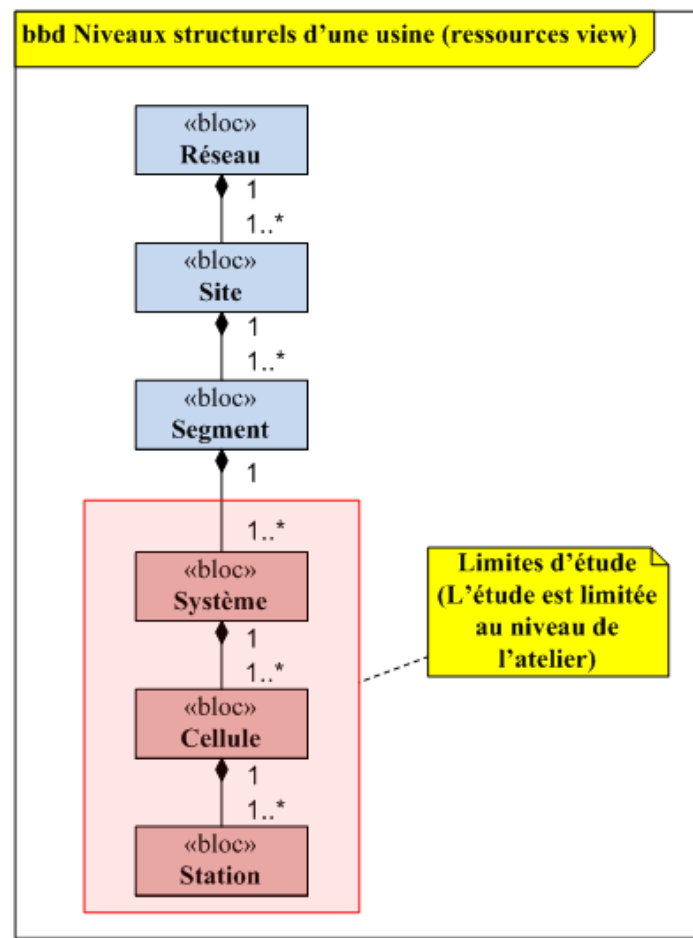 bbd Niveaux structurels d’une usine (ressources view)
«bloc»
Réseau
1
1..*
«bloc»
Site
1
1..*
«bloc»
Segment
1
1..*
«bloc»
Système
1
1..*
«bloc»
Cellule
1
1..*
«bloc»
Station
Limites d’étude
(L’étude est limitée
au niveau de
l’atelier)